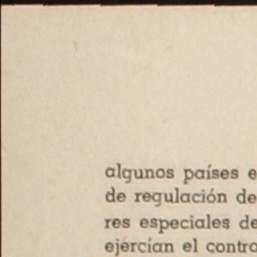 algunos países e
de regulación de
res especiales de
ejercían el contro